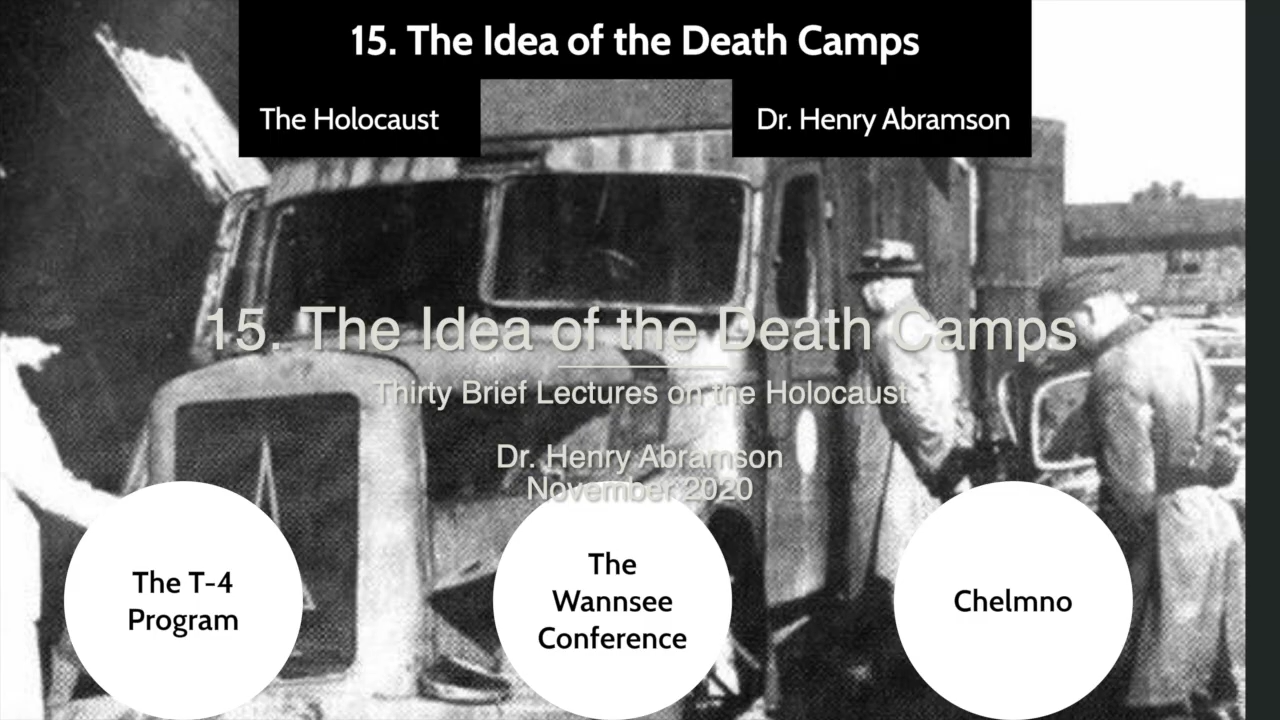 15. The Idea of the Death Camps
The Holocaust
Dr. Henry Abramson
15. The Idea of the Death Camps
Thirty Brief Lectures on the Holocaust
Dr. Henry Abramson
November 2020
The T-4
Program
The
Wannsee
Conference
Chelmno